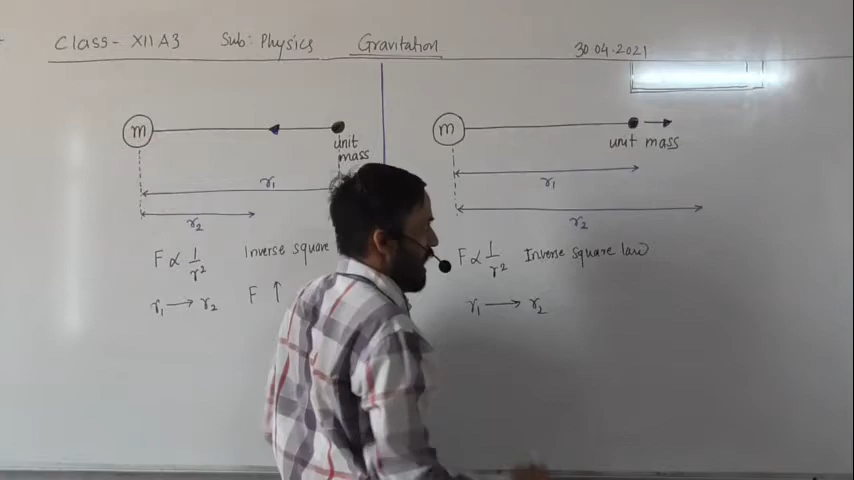 Class- XII A3 Sub: Physics Gravitation 30.04.2021
m
unit
mass
r₁
r₂
F ∝ 1/r² Inverse square
r₁ → r₂ F ↑
m
unit mass
r₁
r₂
F ∝ 1/r² Inverse square law
r₁ → r₂